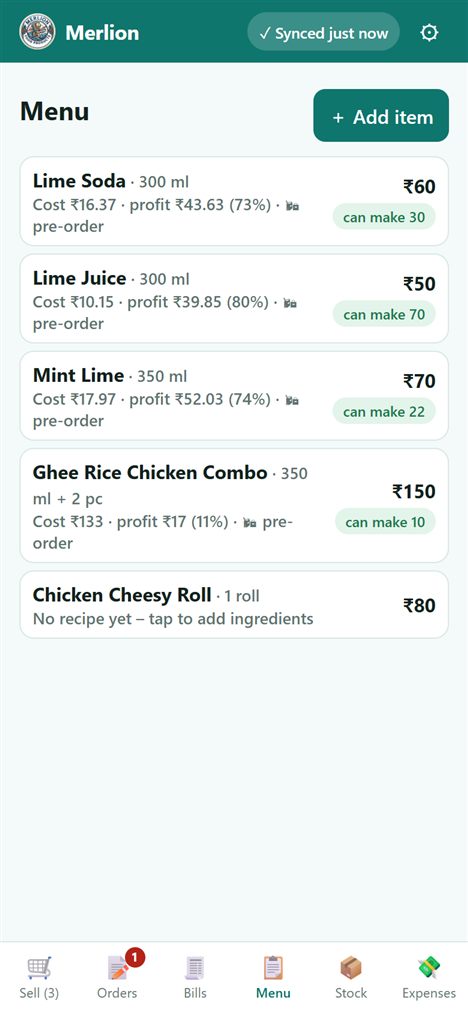 Merlion
✓ Synced just now
Menu
+ Add item
Lime Soda · 300 ml
Cost ₹16.37 · profit ₹43.63 (73%) ·
pre-order
₹60
can make 30
Lime Juice · 300 ml
Cost ₹10.15 · profit ₹39.85 (80%) ·
pre-order
₹50
can make 70
Mint Lime · 350 ml
Cost ₹17.97 · profit ₹52.03 (74%) ·
pre-order
₹70
can make 22
Ghee Rice Chicken Combo · 350
ml + 2 pc
Cost ₹133 · profit ₹17 (11%) · pre-
order
₹150
can make 10
Chicken Cheesy Roll · 1 roll
No recipe yet – tap to add ingredients
₹80
1
Sell (3)
Orders
Bills
Menu
Stock
Expenses